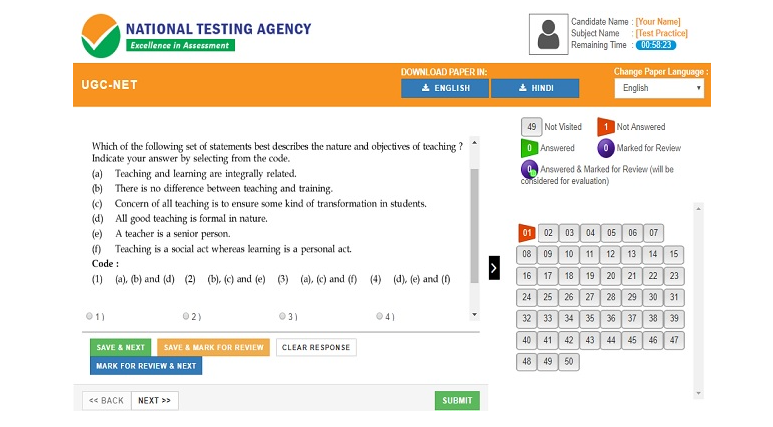 NATIONAL TESTING AGENCY
Excellence in Assessment
Candidate Name : [Your Name]
Subject Name : [Test Practice]
Remaining Time : 00:58:23
UGC-NET
DOWNLOAD PAPER IN:
ENGLISH
HINDI
Change Paper Language :
English
Which of the following set of statements best describes the nature and objectives of teaching ?
Indicate your answer by selecting from the code.
(a) Teaching and learning are integrally related.
(b) There is no difference between teaching and training.
(c) Concern of all teaching is to ensure some kind of transformation in students.
(d) All good teaching is formal in nature.
(e) A teacher is a senior person.
(f) Teaching is a social act whereas learning is a personal act.
Code :
(1) (a), (b) and (d) (2) (b), (c) and (e) (3) (a), (c) and (f) (4) (d), (e) and (f)
1 )
2 )
3 )
4 )
SAVE & NEXT
SAVE & MARK FOR REVIEW
CLEAR RESPONSE
MARK FOR REVIEW & NEXT
<< BACK
NEXT >>
SUBMIT
49 Not Visited
1 Not Answered
0 Answered
0 Marked for Review
0 Answered & Marked for Review (will be
considered for evaluation)
01 02 03 04 05 06 07
08 09 10 11 12 13 14 15
16 17 18 19 20 21 22 23
24 25 26 27 28 29 30 31
32 33 34 35 36 37 38 39
40 41 42 43 44 45 46 47
48 49 50